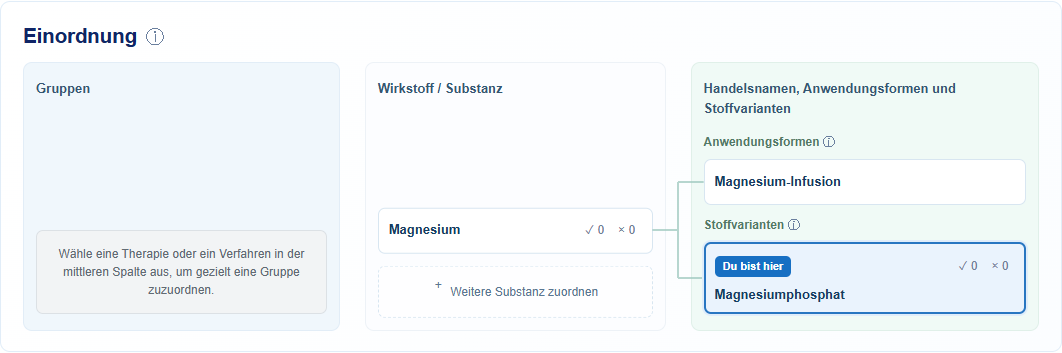 Einordnung ⓘ
Gruppen
Wähle eine Therapie oder ein Verfahren in der
mittleren Spalte aus, um gezielt eine Gruppe
zuzuordnen.
Wirkstoff / Substanz
Magnesium ✓ 0 × 0
+ Weitere Substanz zuordnen
Handelsnamen, Anwendungsformen und
Stoffvarianten
Anwendungsformen ⓘ
Magnesium-Infusion
Stoffvarianten ⓘ
Du bist hier ✓ 0 × 0
Magnesiumphosphat